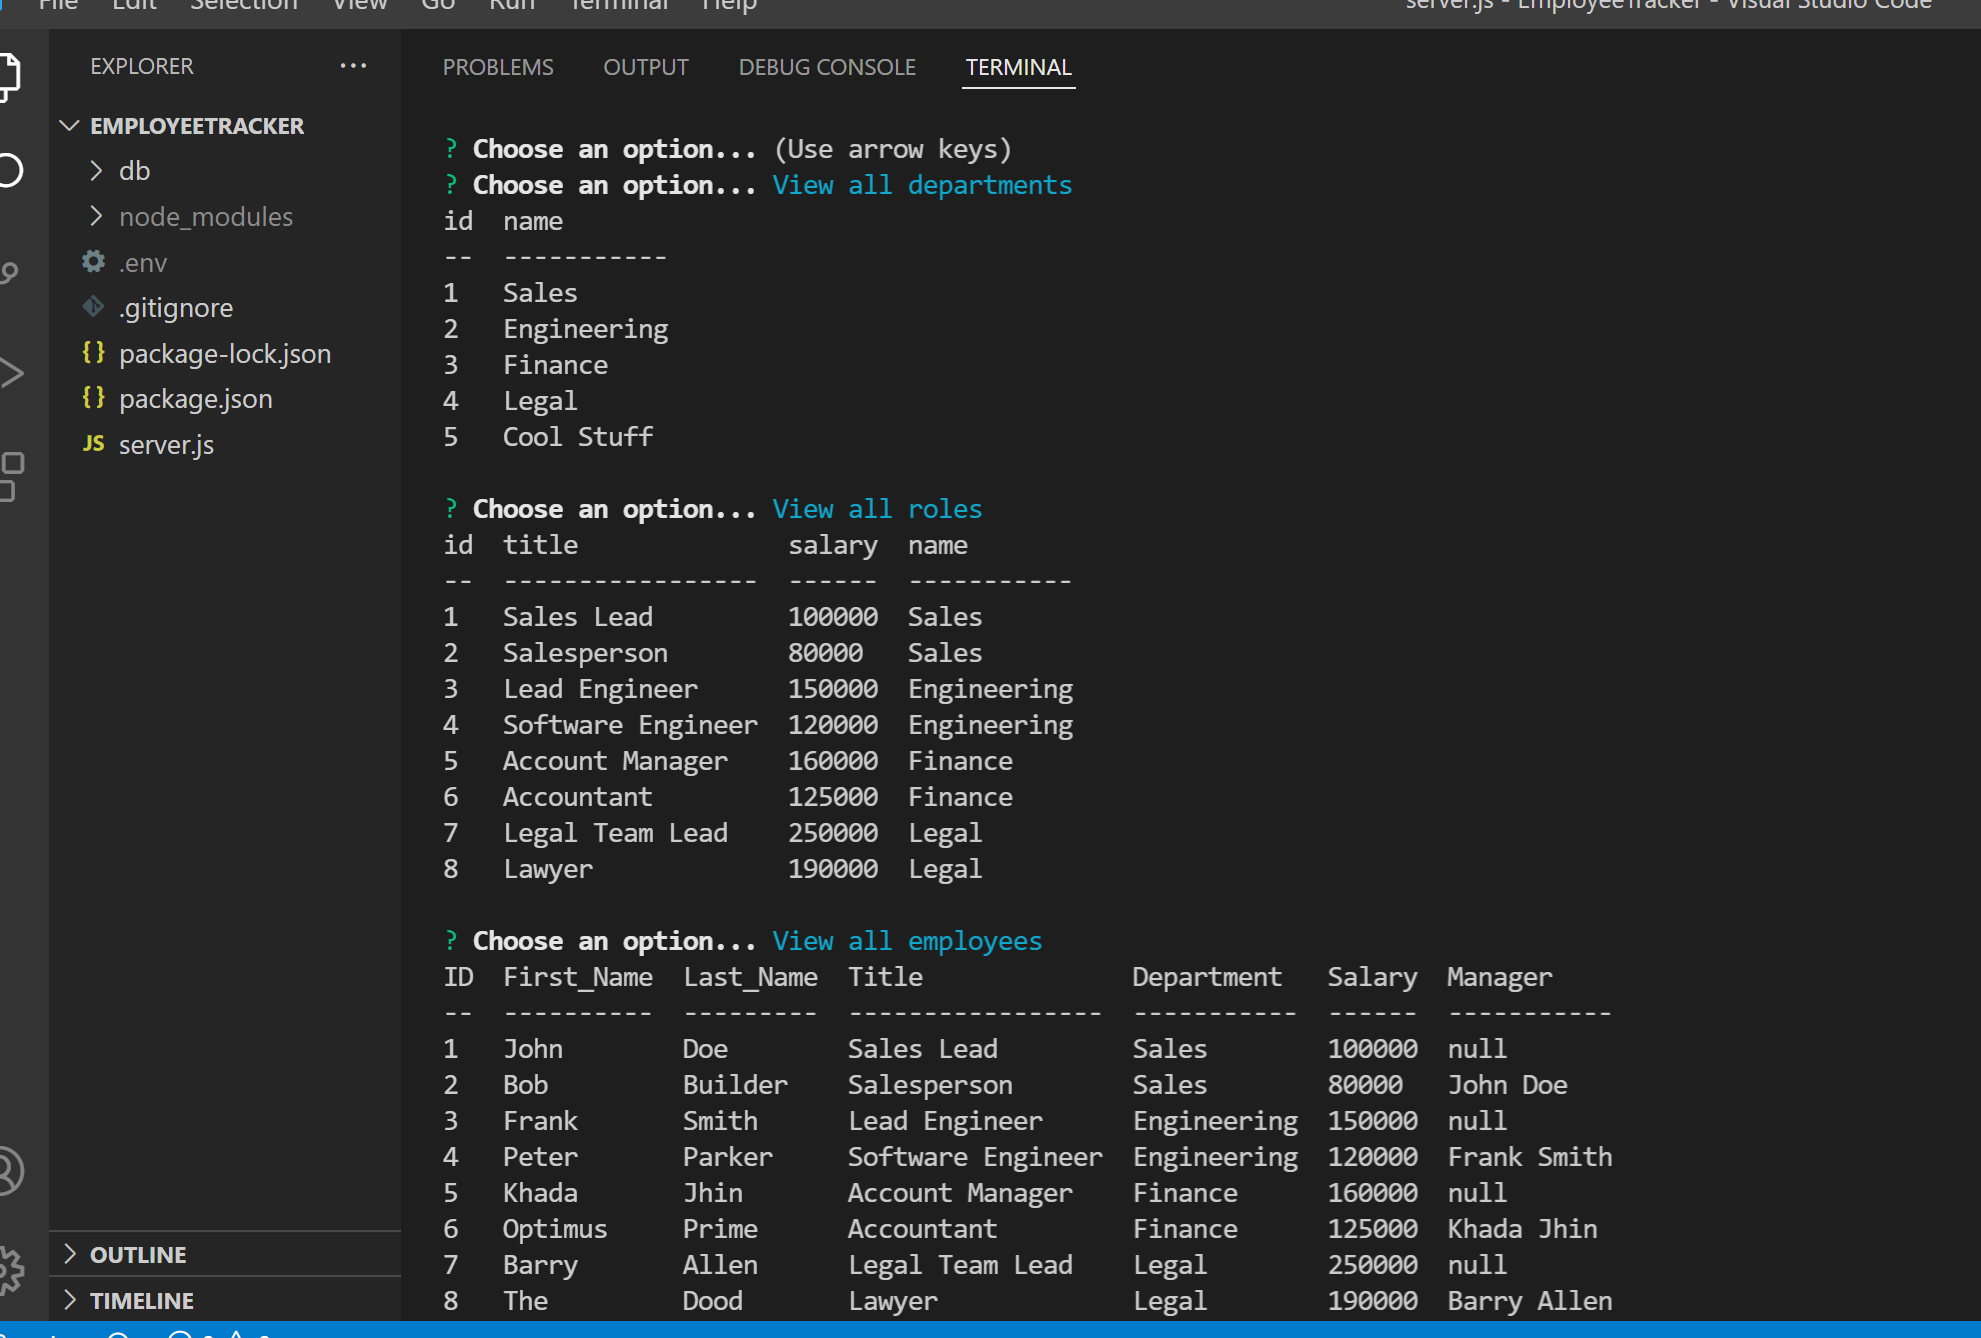 File Edit Selection View Go Run Terminal Help server.js - EmployeeTracker - Visual Studio Code
EXPLORER ...
PROBLEMS OUTPUT DEBUG CONSOLE TERMINAL
EMPLOYEETRACKER
db
node_modules
.env
.gitignore
{} package-lock.json
{} package.json
JS server.js
OUTLINE
TIMELINE
? Choose an option... (Use arrow keys)
? Choose an option... View all departments
id  name
--  -----------
1   Sales
2   Engineering
3   Finance
4   Legal
5   Cool Stuff
? Choose an option... View all roles
id  title              salary  name
--  -----------------  ------  -----------
1   Sales Lead         100000  Sales
2   Salesperson        80000   Sales
3   Lead Engineer      150000  Engineering
4   Software Engineer  120000  Engineering
5   Account Manager    160000  Finance
6   Accountant         125000  Finance
7   Legal Team Lead    250000  Legal
8   Lawyer             190000  Legal
? Choose an option... View all employees
ID  First_Name  Last_Name  Title              Department   Salary  Manager
--  ----------  ---------  -----------------  -----------  ------  -----------
1   John        Doe        Sales Lead         Sales        100000  null
2   Bob         Builder    Salesperson        Sales        80000   John Doe
3   Frank       Smith      Lead Engineer      Engineering  150000  null
4   Peter       Parker     Software Engineer  Engineering  120000  Frank Smith
5   Khada       Jhin       Account Manager    Finance      160000  null
6   Optimus     Prime      Accountant         Finance      125000  Khada Jhin
7   Barry       Allen      Legal Team Lead    Legal        250000  null
8   The         Dood       Lawyer             Legal        190000  Barry Allen